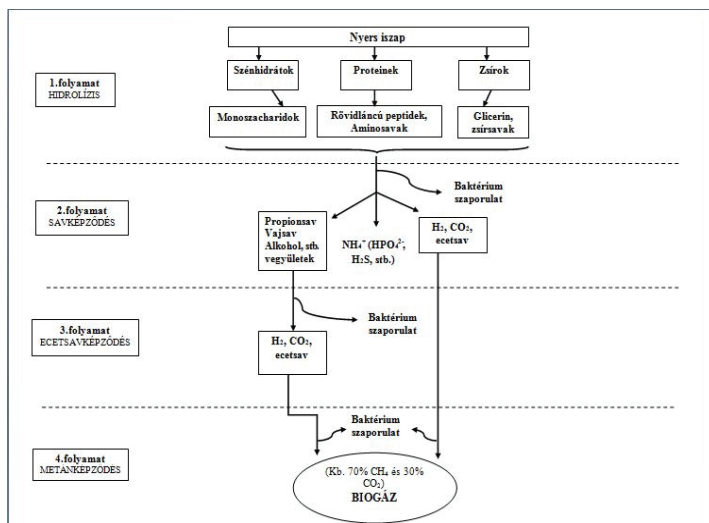 Nyers iszap
Szénhidrátok
Proteinek
Zsírok
1.folyamat
HIDROLÍZIS
Monoszacharidok
Rövidláncú peptidek,
Aminosavak
Glicerin,
zsírsavak
Baktérium
szaporulat
2.folyamat
SAVKÉPZŐDÉS
Propionsav
Vajsav
Alkohol, stb.
vegyületek
NH₄⁺ (HPO₄²⁻,
H₂S, stb.)
H₂, CO₂,
ecetsav
Baktérium
szaporulat
3.folyamat
ECETSAVKÉPZŐDÉS
H₂, CO₂,
ecetsav
Baktérium
szaporulat
4.folyamat
METÁNKÉPZŐDÉS
(Kb. 70% CH₄ és 30%
CO₂)
BIOGÁZ